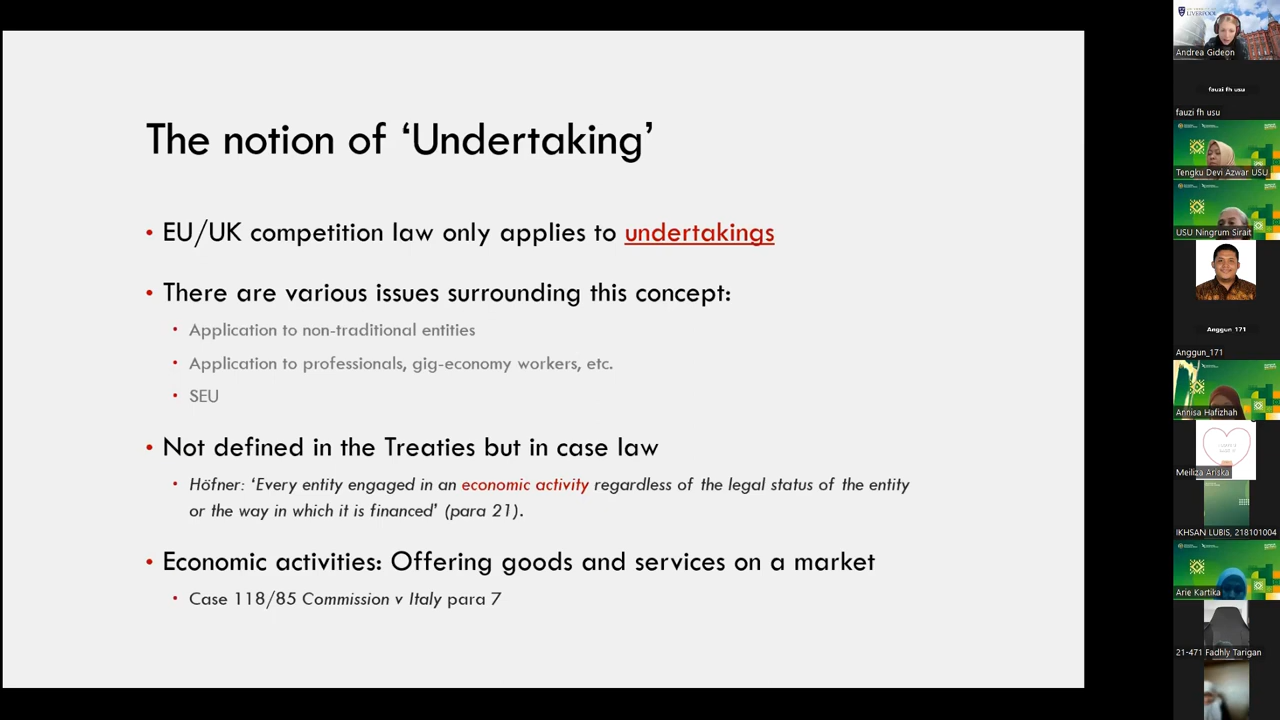 The notion of ‘Undertaking’
• EU/UK competition law only applies to undertakings
• There are various issues surrounding this concept:
• Application to non-traditional entities
• Application to professionals, gig-economy workers, etc.
• SEU
• Not defined in the Treaties but in case law
• Höfner: ‘Every entity engaged in an economic activity regardless of the legal status of the entity
or the way in which it is financed’ (para 21).
• Economic activities: Offering goods and services on a market
• Case 118/85 Commission v Italy para 7
LIVERPOOL
Andrea Gideon
fauzi fh usu
fauzi fh usu
Tengku Devi Azwar USU
USU Ningrum Sirait
Anggun_171
Anggun_171
Annisa Hafizhah
Meiliza Ariska
IKHSAN LUBIS, 218101004
Arie Kartika
21-471 Fadhly Tarigan